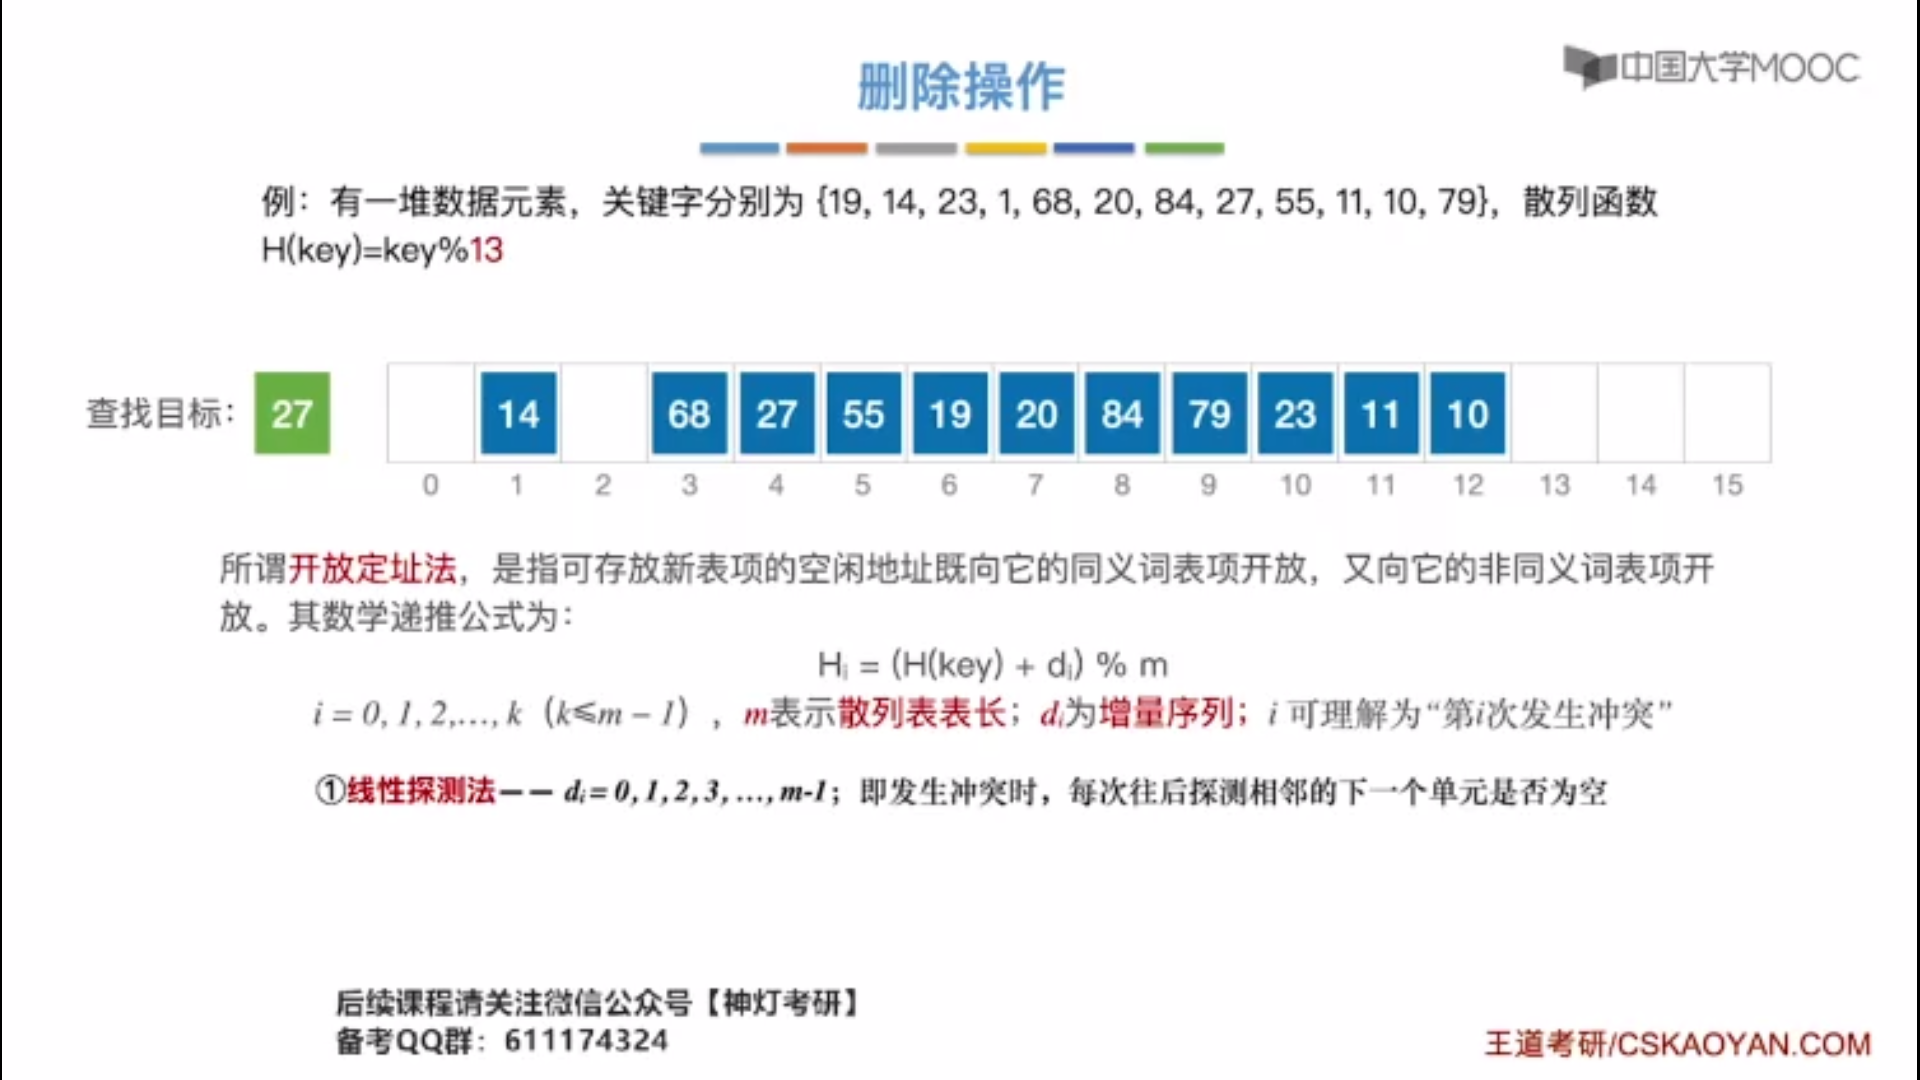 中国大学MOOC
删除操作
例：有一堆数据元素，关键字分别为 {19, 14, 23, 1, 68, 20, 84, 27, 55, 11, 10, 79}，散列函数
H(key)=key%13
查找目标： 27 14 68 27 55 19 20 84 79 23 11 10
0 1 2 3 4 5 6 7 8 9 10 11 12 13 14 15
所谓开放定址法，是指可存放新表项的空闲地址既向它的同义词表项开放，又向它的非同义词表项开
放。其数学递推公式为：
Hᵢ = (H(key) + dᵢ) % m
i = 0, 1, 2,…, k（k≤m – 1），m表示散列表表长；dᵢ为增量序列；i 可理解为“第i次发生冲突”
①线性探测法—— dᵢ = 0, 1, 2, 3, …, m-1；即发生冲突时，每次往后探测相邻的下一个单元是否为空
后续课程请关注微信公众号【神灯考研】
备考QQ群：611174324
王道考研/CSKAOYAN.COM